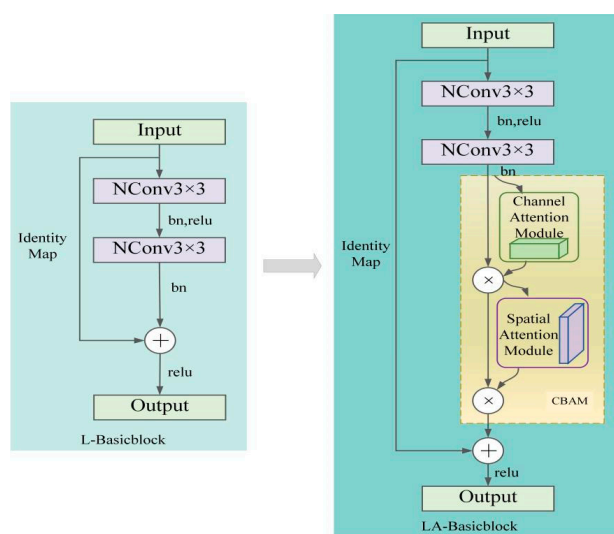 Input
NConv3×3
bn,relu
NConv3×3
Identity
Map
bn
+
relu
Output
L-Basicblock
Input
NConv3×3
bn,relu
NConv3×3
bn
Channel
Attention
Module
Identity
Map
×
Spatial
Attention
Module
×
CBAM
+
relu
Output
LA-Basicblock